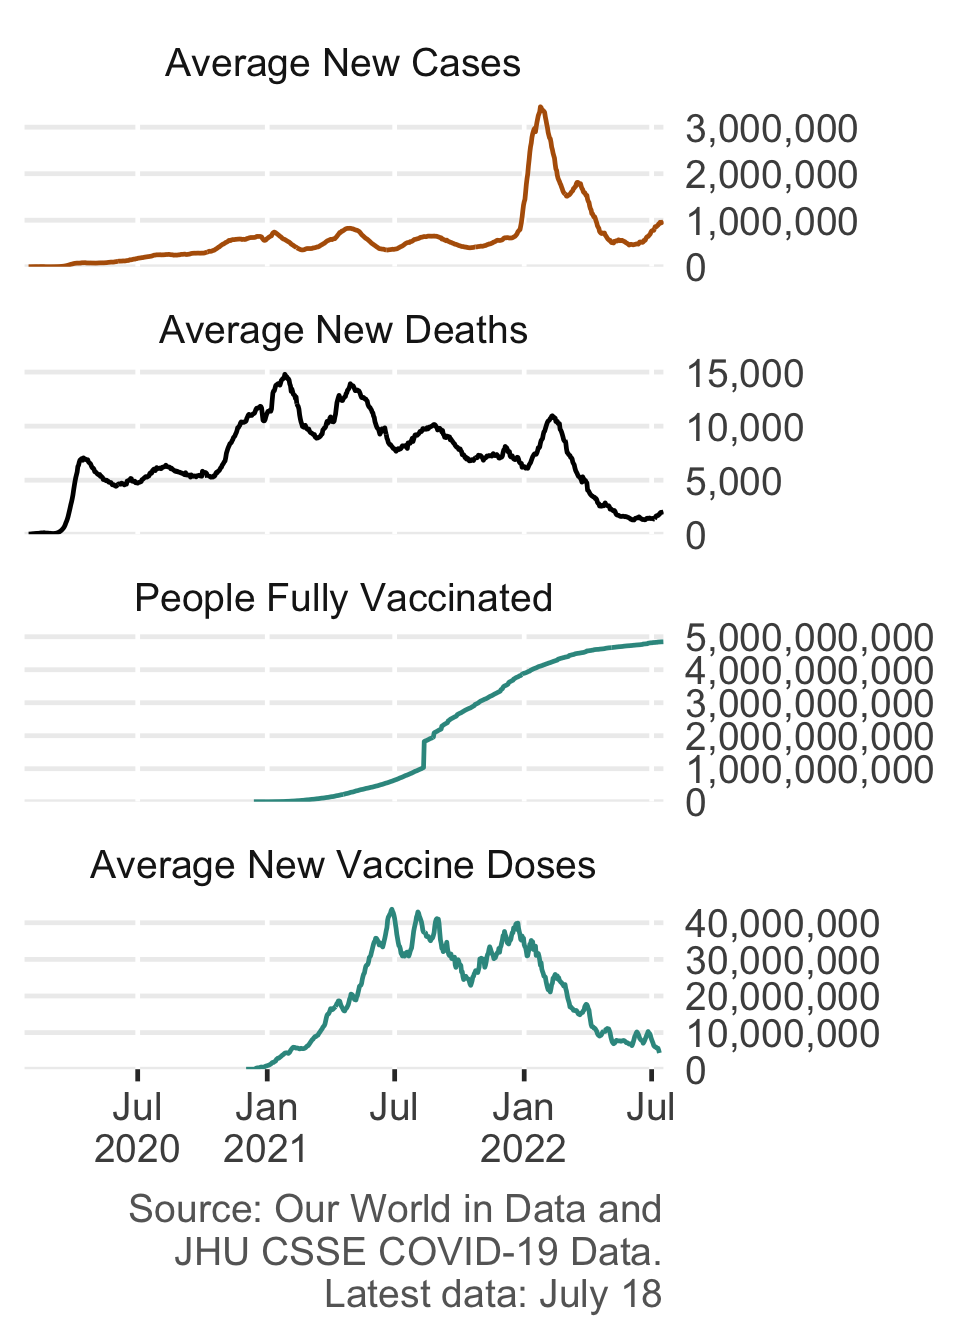 Average New Cases
3,000,000
2,000,000
1,000,000
0
Average New Deaths
15,000
10,000
5,000
0
People Fully Vaccinated
5,000,000,000
4,000,000,000
3,000,000,000
2,000,000,000
1,000,000,000
0
Average New Vaccine Doses
40,000,000
30,000,000
20,000,000
10,000,000
0
Jul Jan Jul Jan Jul
2020 2021 2022
Source: Our World in Data and
JHU CSSE COVID-19 Data.
Latest data: July 18